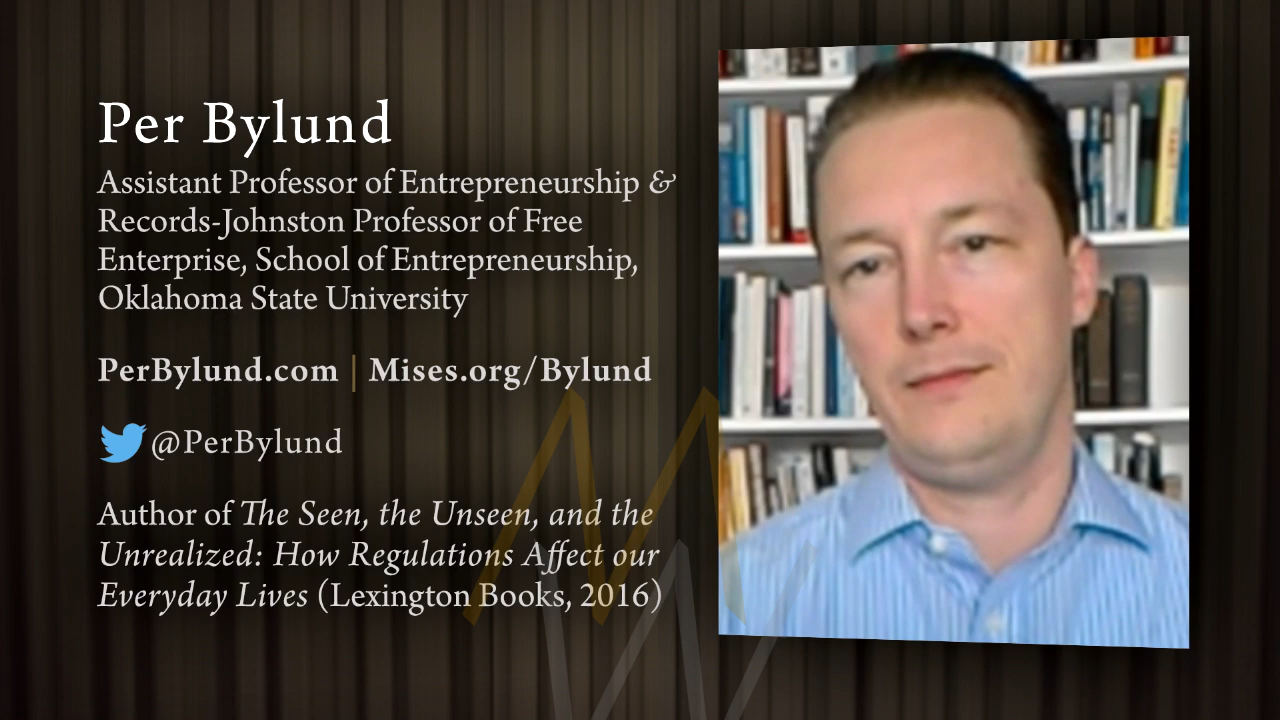 Per Bylund
Assistant Professor of Entrepreneurship &
Records-Johnston Professor of Free
Enterprise, School of Entrepreneurship,
Oklahoma State University
PerBylund.com | Mises.org/Bylund
@PerBylund
Author of The Seen, the Unseen, and the
Unrealized: How Regulations Affect our
Everyday Lives (Lexington Books, 2016)